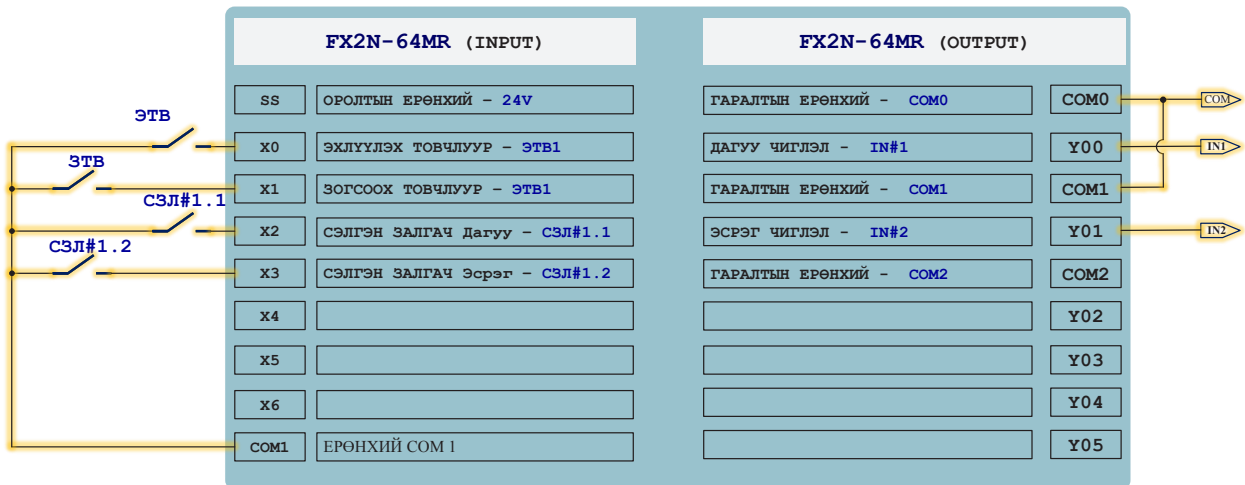 FX2N-64MR (INPUT)
FX2N-64MR (OUTPUT)
SS ОРОЛТЫН ЕРӨНХИЙ - 24V
ГАРАЛТЫН ЕРӨНХИЙ - COM0 COM0
COM
ЭТВ
X0 ЭХЛҮҮЛЭХ ТОВЧЛУУР - ЭТВ1
ДАГУУ ЧИГЛЭЛ - IN#1 Y00
IN1
ЗТВ
X1 ЗОГСООХ ТОВЧЛУУР - ЭТВ1
ГАРАЛТЫН ЕРӨНХИЙ - COM1 COM1
СЗЛ#1.1
X2 СЭЛГЭН ЗАЛГАЧ Дагуу - СЗЛ#1.1
ЭСРЭГ ЧИГЛЭЛ - IN#2 Y01
IN2
СЗЛ#1.2
X3 СЭЛГЭН ЗАЛГАЧ Эсрэг - СЗЛ#1.2
ГАРАЛТЫН ЕРӨНХИЙ - COM2 COM2
X4
Y02
X5
Y03
X6
Y04
COM1 ЕРӨНХИЙ COM 1
Y05